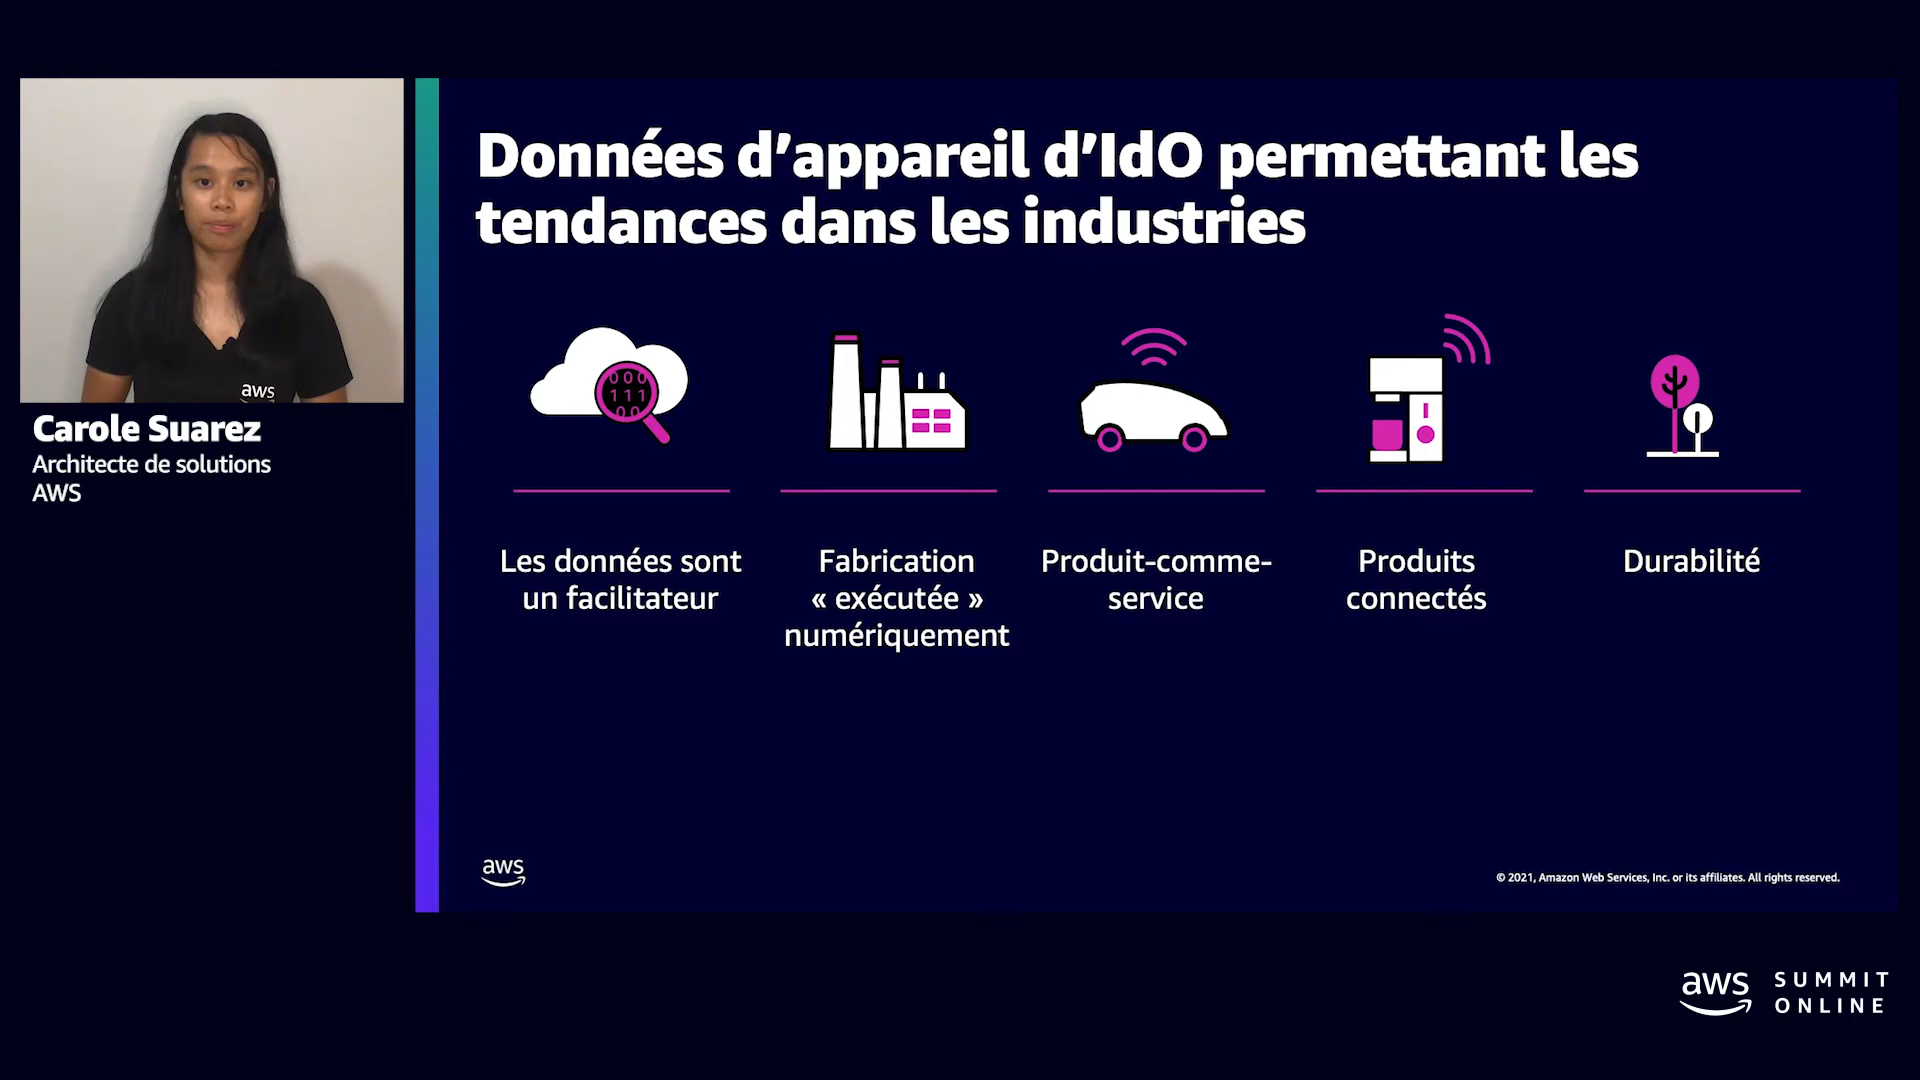 aws
Carole Suarez
Architecte de solutions
AWS
Données d’appareil d’IdO permettant les
tendances dans les industries
000
111
00
Les données sont
un facilitateur
Fabrication
« exécutée »
numériquement
Produit-comme-
service
Produits
connectés
Durabilité
aws
© 2021, Amazon Web Services, Inc. or its affiliates. All rights reserved.
aws SUMMIT
ONLINE